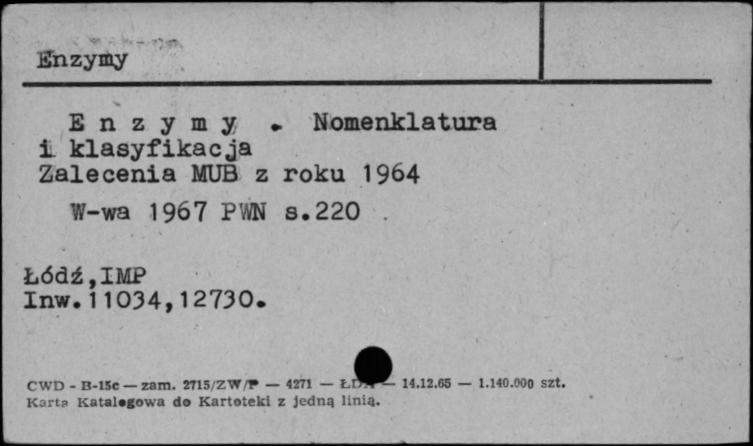 Enzymy
E n z y m y . Nomenklatura
i klasyfikacja
Zalecenia MUB z roku 1964
W-wa 1967 PWN s.220
Łódź,IMP
Inw.11034,12730.
CWD - B-15c — zam. 2715/ZW/P — 4271 — — 14.12.65 — 1.140.000 szt.
Karta Katalogowa do Kartoteki z jedną linią.